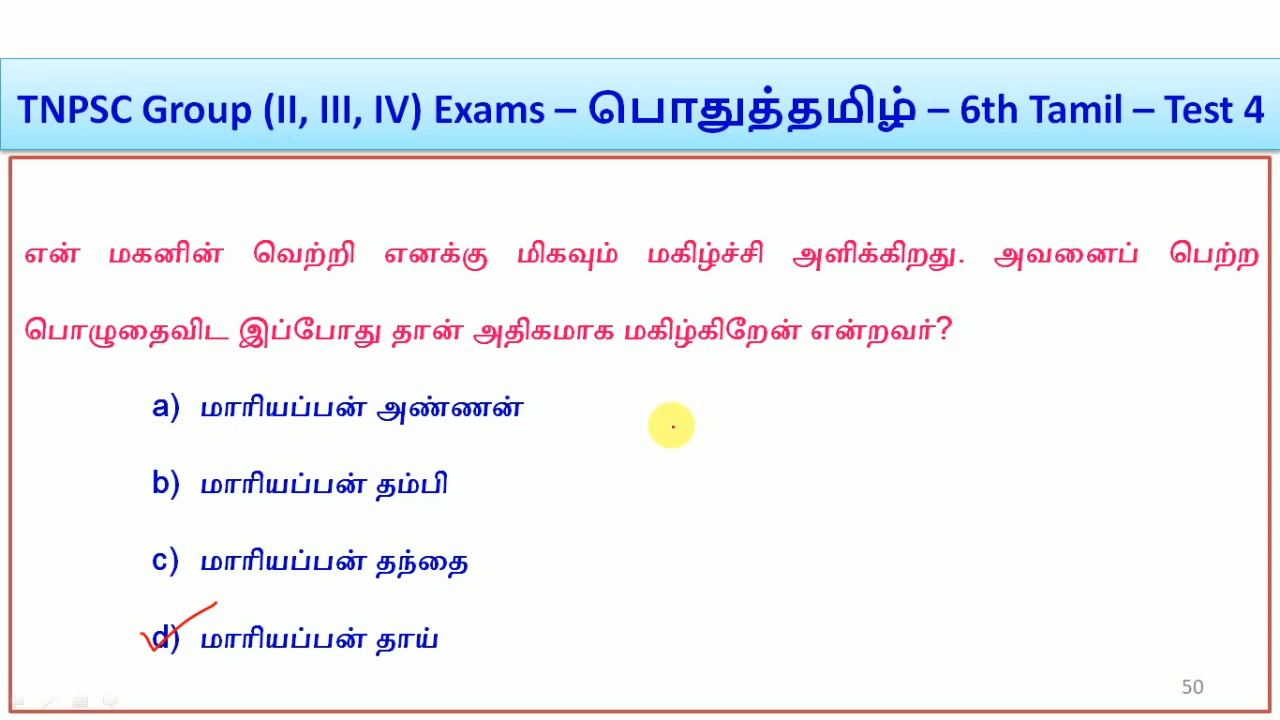 TNPSC Group (II, III, IV) Exams – பொதுத்தமிழ் – 6th Tamil – Test 4
என் மகனின் வெற்றி எனக்கு மிகவும் மகிழ்ச்சி அளிக்கிறது. அவனைப் பெற்ற
பொழுதைவிட இப்போது தான் அதிகமாக மகிழ்கிறேன் என்றவர்?
a) மாரியப்பன் அண்ணன்
b) மாரியப்பன் தம்பி
c) மாரியப்பன் தந்தை
d) மாரியப்பன் தாய்
50